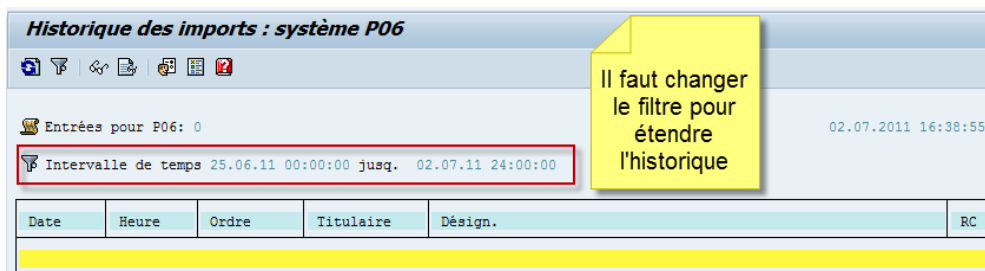 Historique des imports : système P06
Il faut changer
le filtre pour
étendre
l'historique
Entrées pour P06: 0
02.07.2011 16:38:55
Intervalle de temps 25.06.11 00:00:00 jusq. 02.07.11 24:00:00
Date Heure Ordre Titulaire Désign. RC